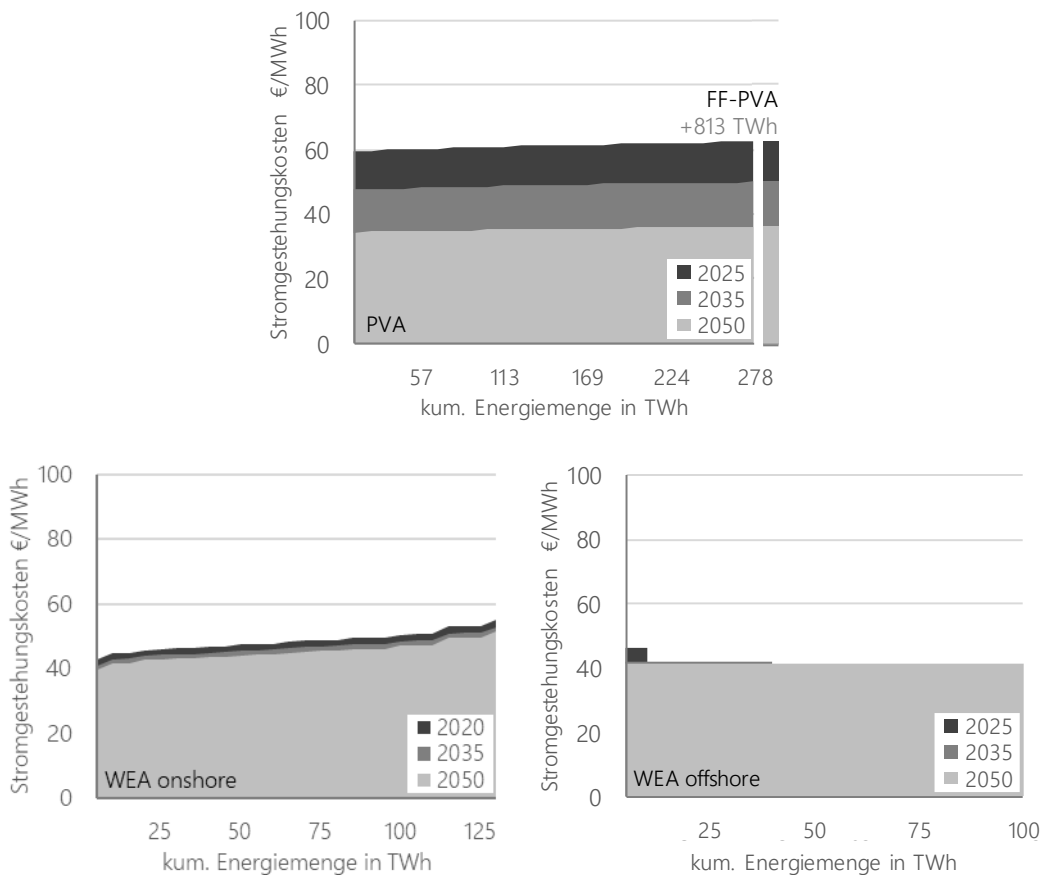 100
80
60
40
20
0
Stromgestehungskosten €/MWh
FF-PVA
+813 TWh
2025
2035
2050
PVA
57 113 169 224 278
kum. Energiemenge in TWh
100
80
60
40
20
0
Stromgestehungskosten €/MWh
2020
2035
2050
WEA onshore
25 50 75 100 125
kum. Energiemenge in TWh
100
80
60
40
20
0
Stromgestehungskosten €/MWh
2025
2035
2050
WEA offshore
25 50 75 100
kum. Energiemenge in TWh